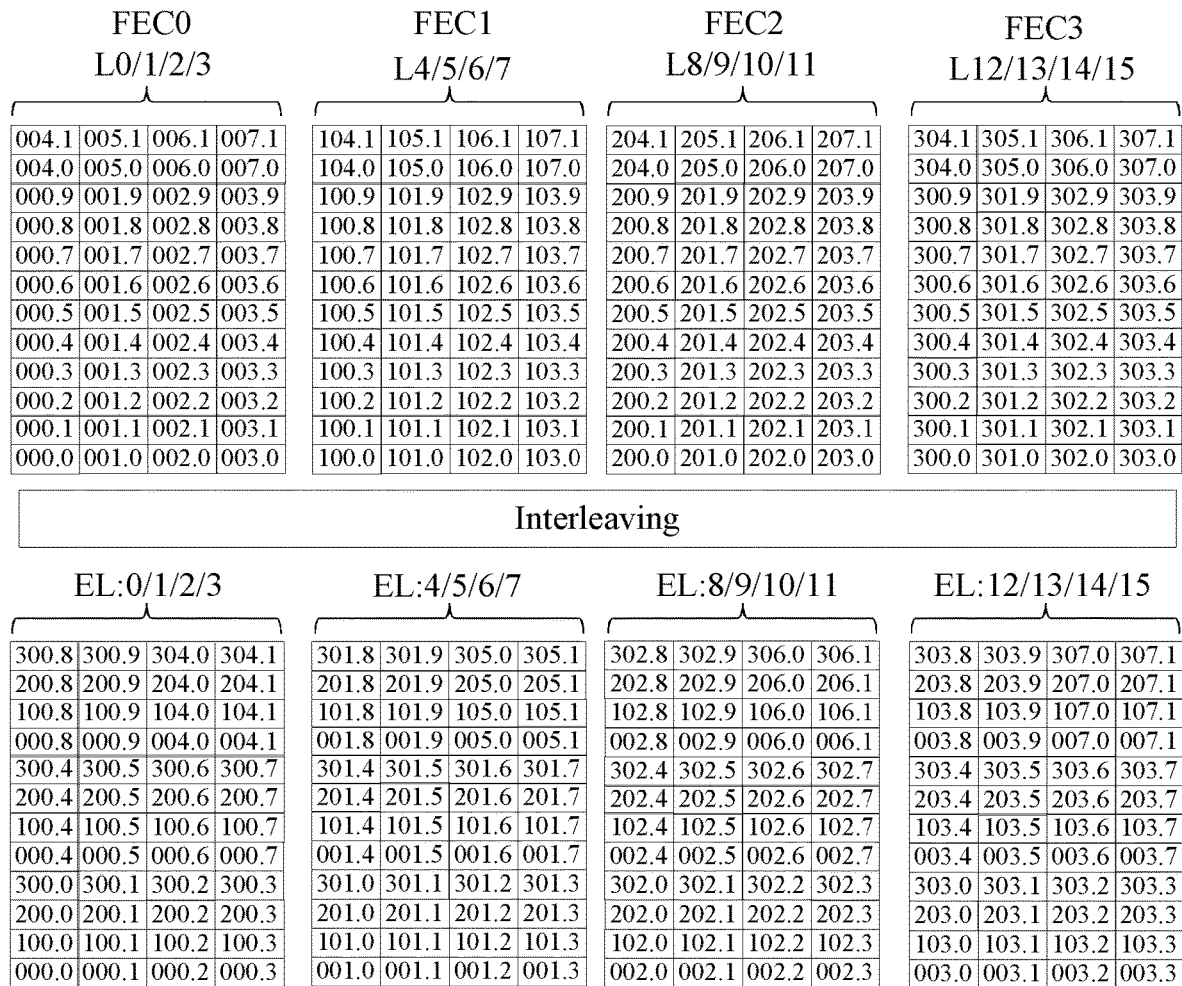 FEC0 FEC1 FEC2 FEC3
L0/1/2/3 L4/5/6/7 L8/9/10/11 L12/13/14/15
004.1 005.1 006.1 007.1 104.1 105.1 106.1 107.1 204.1 205.1 206.1 207.1 304.1 305.1 306.1 307.1
004.0 005.0 006.0 007.0 104.0 105.0 106.0 107.0 204.0 205.0 206.0 207.0 304.0 305.0 306.0 307.0
000.9 001.9 002.9 003.9 100.9 101.9 102.9 103.9 200.9 201.9 202.9 203.9 300.9 301.9 302.9 303.9
000.8 001.8 002.8 003.8 100.8 101.8 102.8 103.8 200.8 201.8 202.8 203.8 300.8 301.8 302.8 303.8
000.7 001.7 002.7 003.7 100.7 101.7 102.7 103.7 200.7 201.7 202.7 203.7 300.7 301.7 302.7 303.7
000.6 001.6 002.6 003.6 100.6 101.6 102.6 103.6 200.6 201.6 202.6 203.6 300.6 301.6 302.6 303.6
000.5 001.5 002.5 003.5 100.5 101.5 102.5 103.5 200.5 201.5 202.5 203.5 300.5 301.5 302.5 303.5
000.4 001.4 002.4 003.4 100.4 101.4 102.4 103.4 200.4 201.4 202.4 203.4 300.4 301.4 302.4 303.4
000.3 001.3 002.3 003.3 100.3 101.3 102.3 103.3 200.3 201.3 202.3 203.3 300.3 301.3 302.3 303.3
000.2 001.2 002.2 003.2 100.2 101.2 102.2 103.2 200.2 201.2 202.2 203.2 300.2 301.2 302.2 303.2
000.1 001.1 002.1 003.1 100.1 101.1 102.1 103.1 200.1 201.1 202.1 203.1 300.1 301.1 302.1 303.1
000.0 001.0 002.0 003.0 100.0 101.0 102.0 103.0 200.0 201.0 202.0 203.0 300.0 301.0 302.0 303.0
Interleaving
EL:0/1/2/3 EL:4/5/6/7 EL:8/9/10/11 EL:12/13/14/15
300.8 300.9 304.0 304.1 301.8 301.9 305.0 305.1 302.8 302.9 306.0 306.1 303.8 303.9 307.0 307.1
200.8 200.9 204.0 204.1 201.8 201.9 205.0 205.1 202.8 202.9 206.0 206.1 203.8 203.9 207.0 207.1
100.8 100.9 104.0 104.1 101.8 101.9 105.0 105.1 102.8 102.9 106.0 106.1 103.8 103.9 107.0 107.1
000.8 000.9 004.0 004.1 001.8 001.9 005.0 005.1 002.8 002.9 006.0 006.1 003.8 003.9 007.0 007.1
300.4 300.5 300.6 300.7 301.4 301.5 301.6 301.7 302.4 302.5 302.6 302.7 303.4 303.5 303.6 303.7
200.4 200.5 200.6 200.7 201.4 201.5 201.6 201.7 202.4 202.5 202.6 202.7 203.4 203.5 203.6 203.7
100.4 100.5 100.6 100.7 101.4 101.5 101.6 101.7 102.4 102.5 102.6 102.7 103.4 103.5 103.6 103.7
000.4 000.5 000.6 000.7 001.4 001.5 001.6 001.7 002.4 002.5 002.6 002.7 003.4 003.5 003.6 003.7
300.0 300.1 300.2 300.3 301.0 301.1 301.2 301.3 302.0 302.1 302.2 302.3 303.0 303.1 303.2 303.3
200.0 200.1 200.2 200.3 201.0 201.1 201.2 201.3 202.0 202.1 202.2 202.3 203.0 203.1 203.2 203.3
100.0 100.1 100.2 100.3 101.0 101.1 101.2 101.3 102.0 102.1 102.2 102.3 103.0 103.1 103.2 103.3
000.0 000.1 000.2 000.3 001.0 001.1 001.2 001.3 002.0 002.1 002.2 002.3 003.0 003.1 003.2 003.3